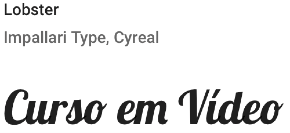 Lobster
Impallari Type, Cyreal
Curso em Vídeo